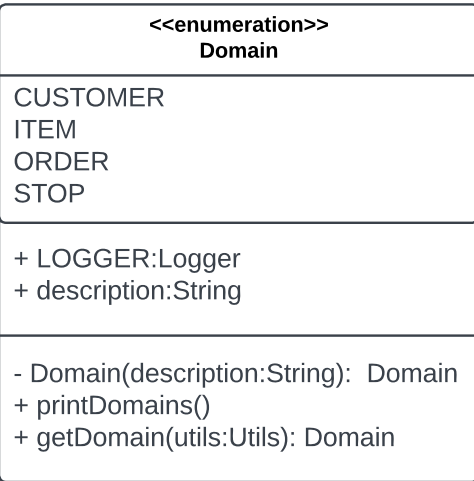 <<enumeration>>
Domain
CUSTOMER
ITEM
ORDER
STOP
+ LOGGER:Logger
+ description:String
- Domain(description:String):  Domain
+ printDomains()
+ getDomain(utils:Utils): Domain